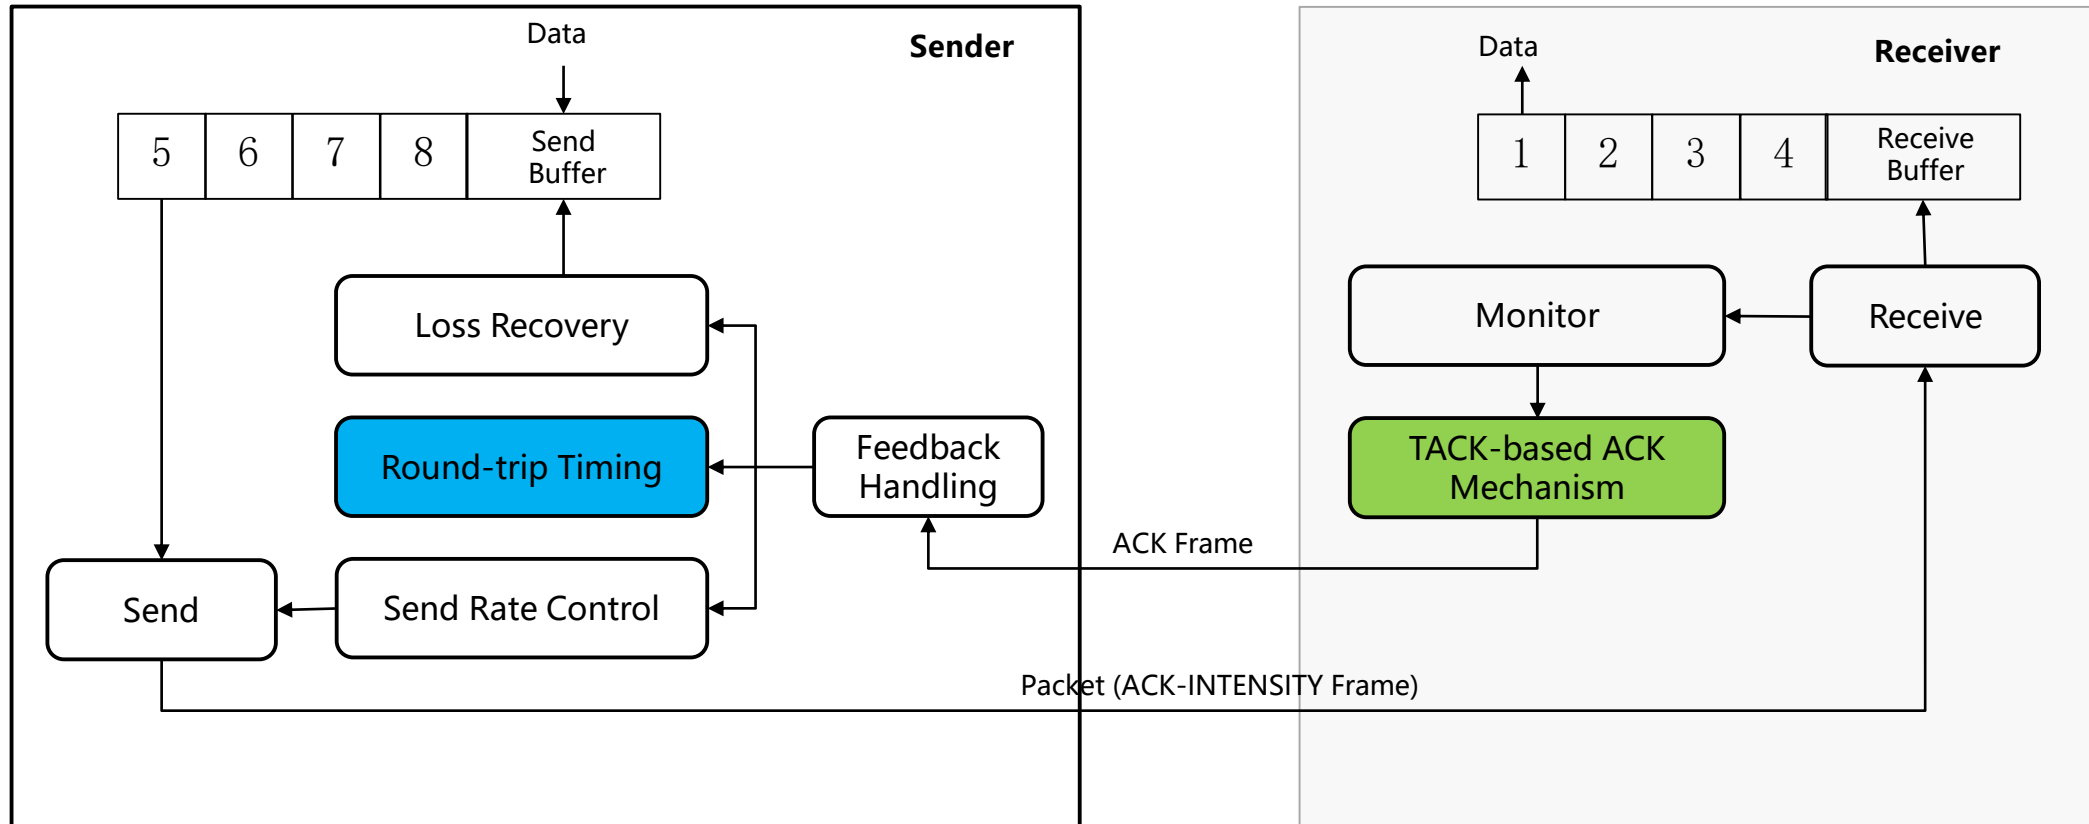 Data
Sender
5 6 7 8
Send
Buffer
Loss Recovery
Round-trip Timing
Feedback
Handling
Send
Send Rate Control
ACK Frame
Packet (ACK-INTENSITY Frame)
Data
Receiver
1 2 3 4
Receive
Buffer
Monitor
Receive
TACK-based ACK
Mechanism